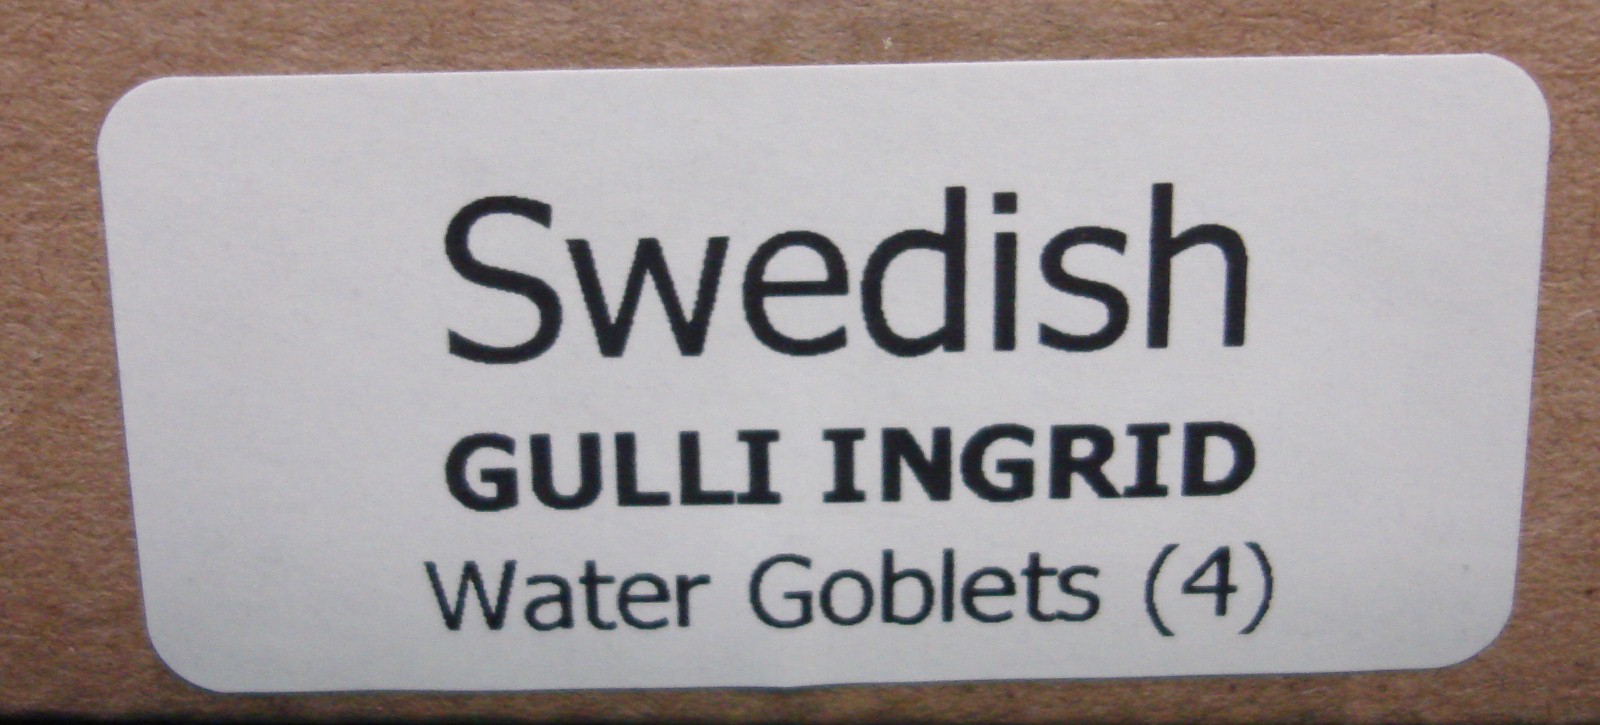 Swedish
GULLI INGRID
Water Goblets (4)